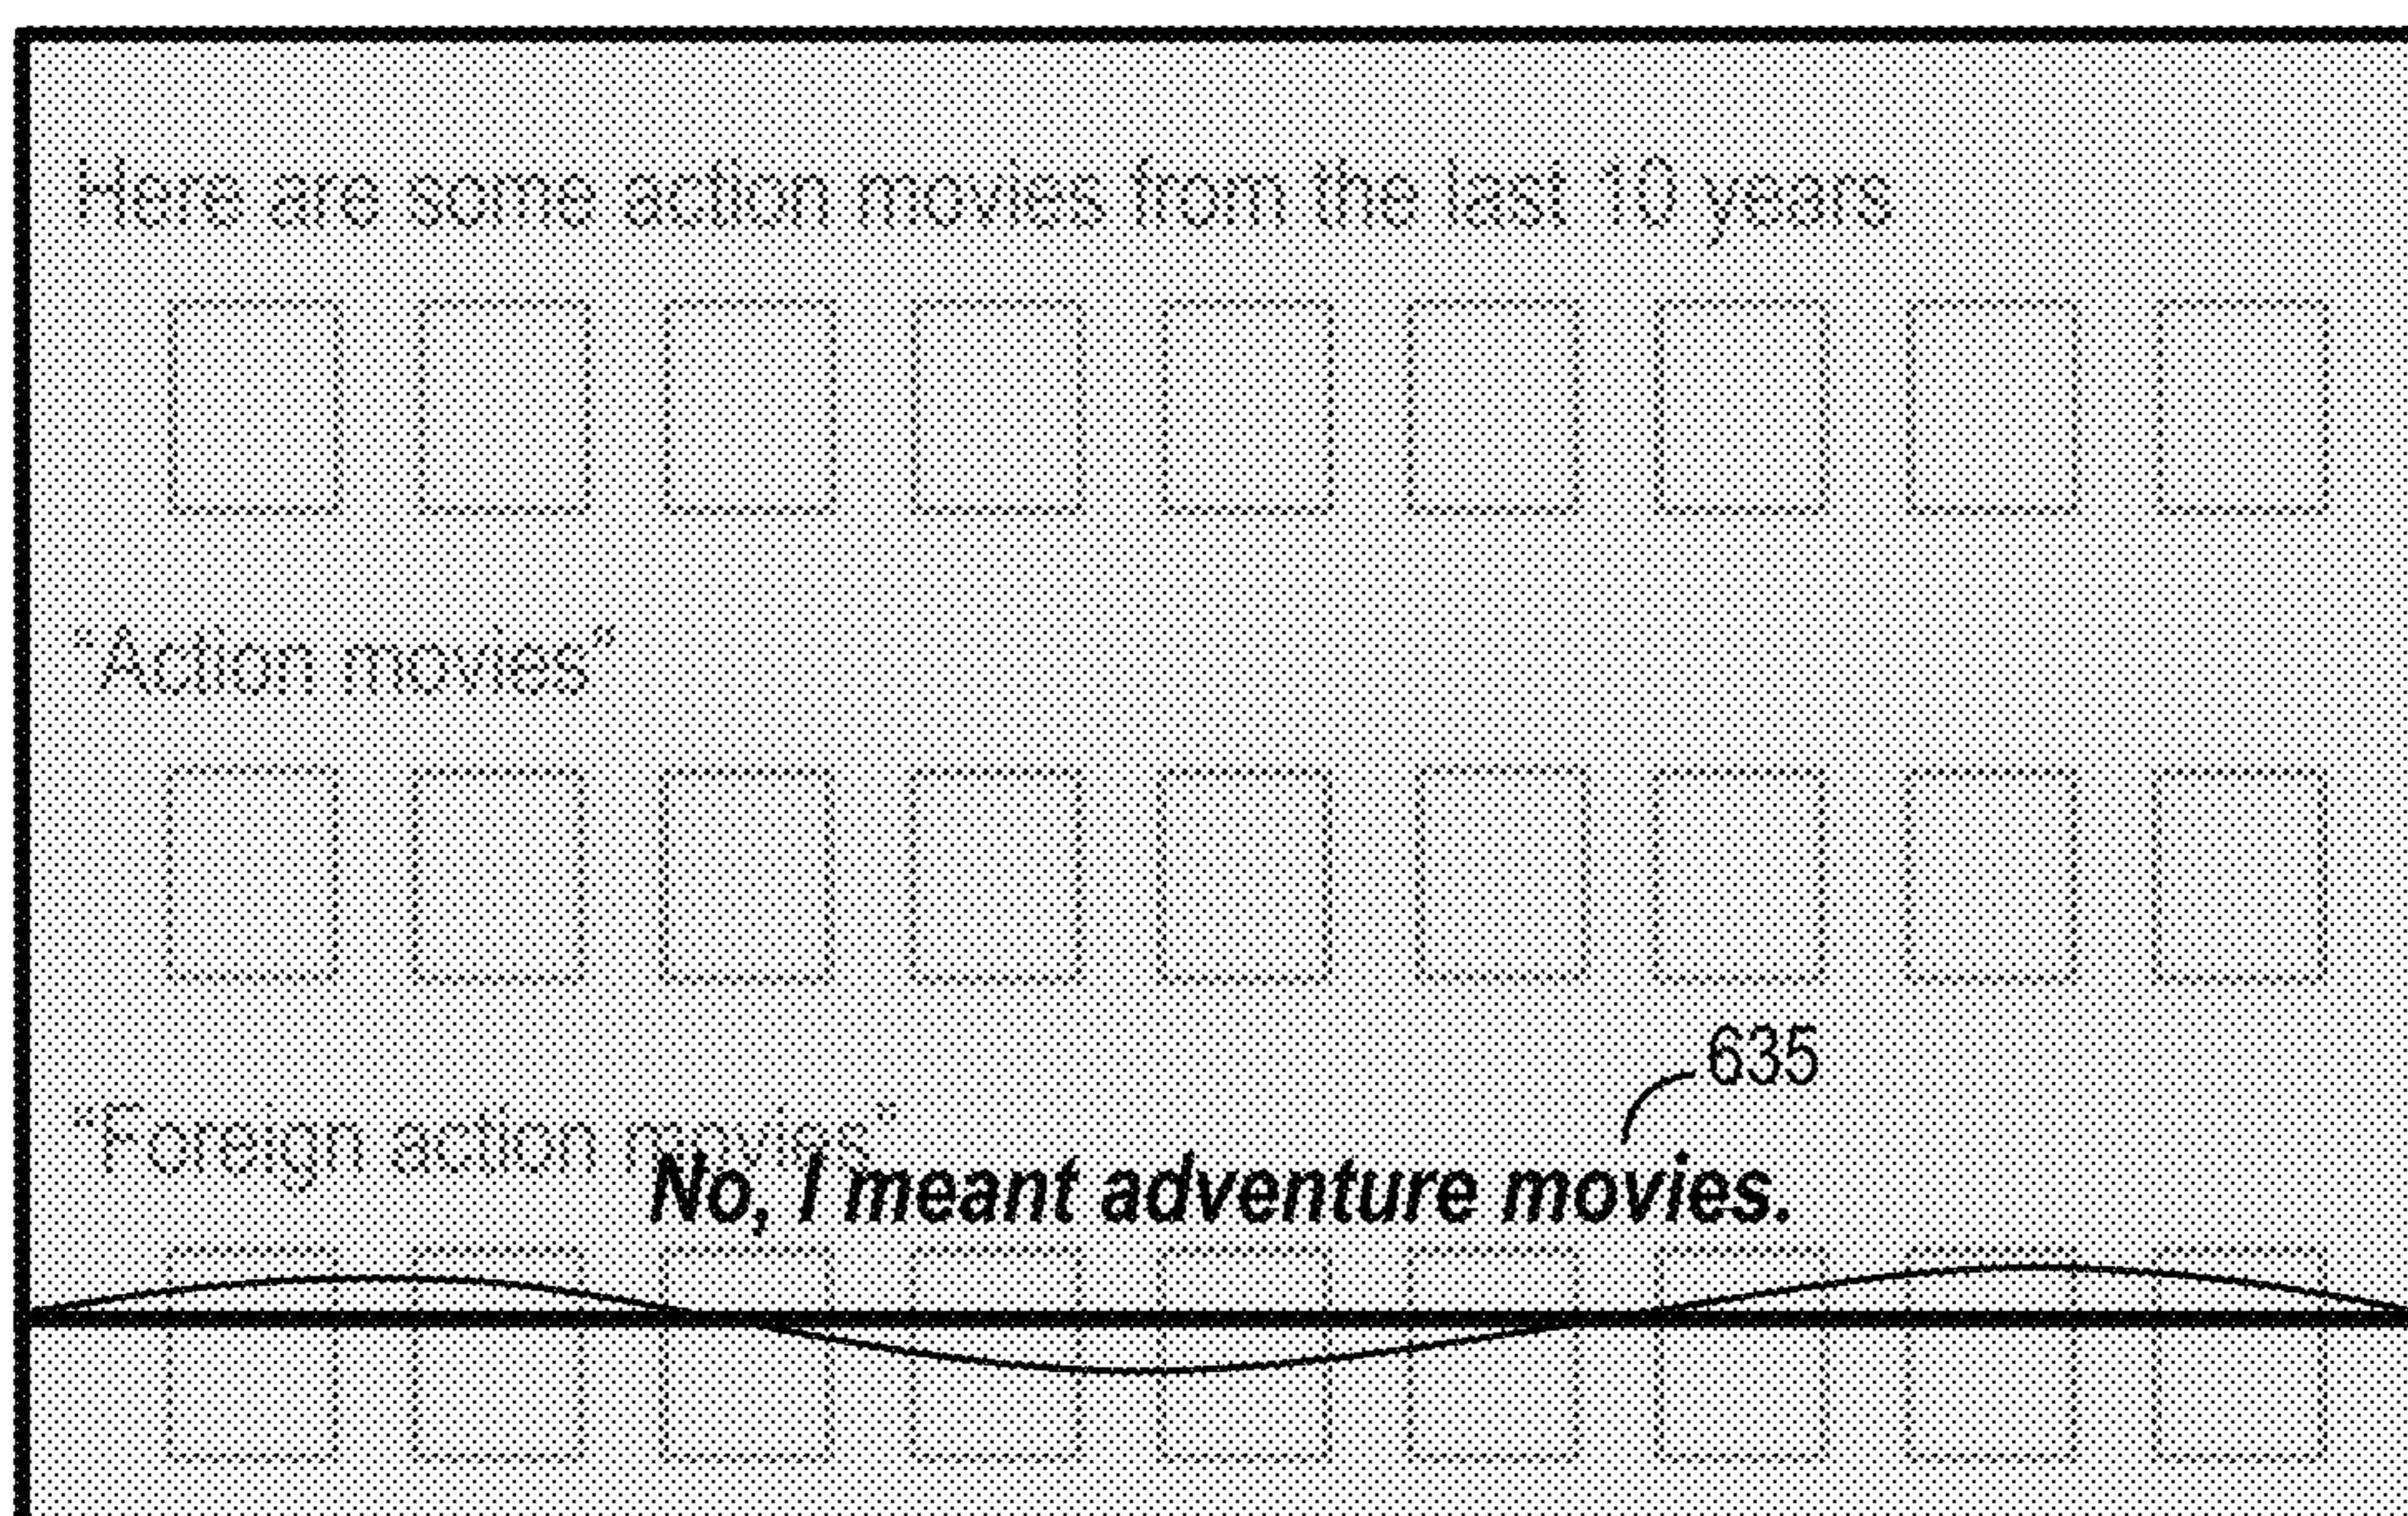 Here are some action movies from the last 10 years
“Action movies”
635
“Foreign action movies”
No, I meant adventure movies.